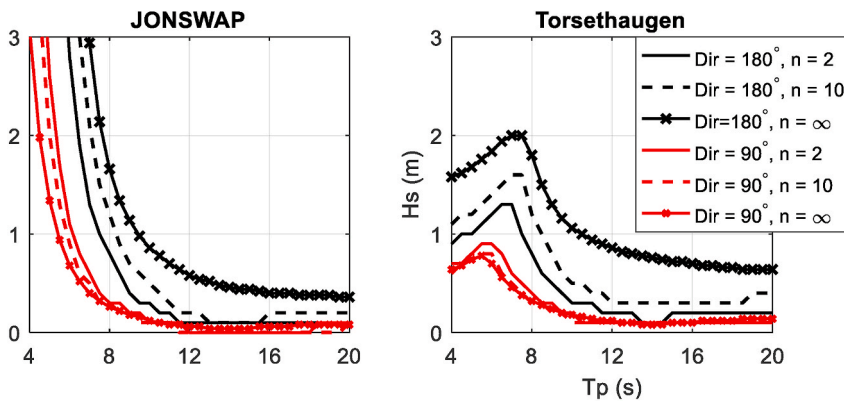 JONSWAP
3
2
1
0
4
8
12
16
20
Torsethaugen
Hs (m)
3
2
1
0
4
8
12
16
20
Tp (s)
Dir = 180°, n = 2
Dir = 180°, n = 10
Dir=180°, n = ∞
Dir = 90°, n = 2
Dir = 90°, n = 10
Dir = 90°, n = ∞